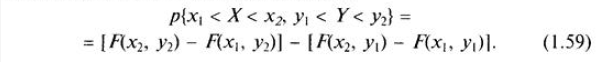 p{x₁ < X < x₂, y₁ < Y < y₂} =
= [F(x₂, y₂) − F(x₁, y₂)] − [F(x₂, y₁) − F(x₁, y₁)]. (1.59)